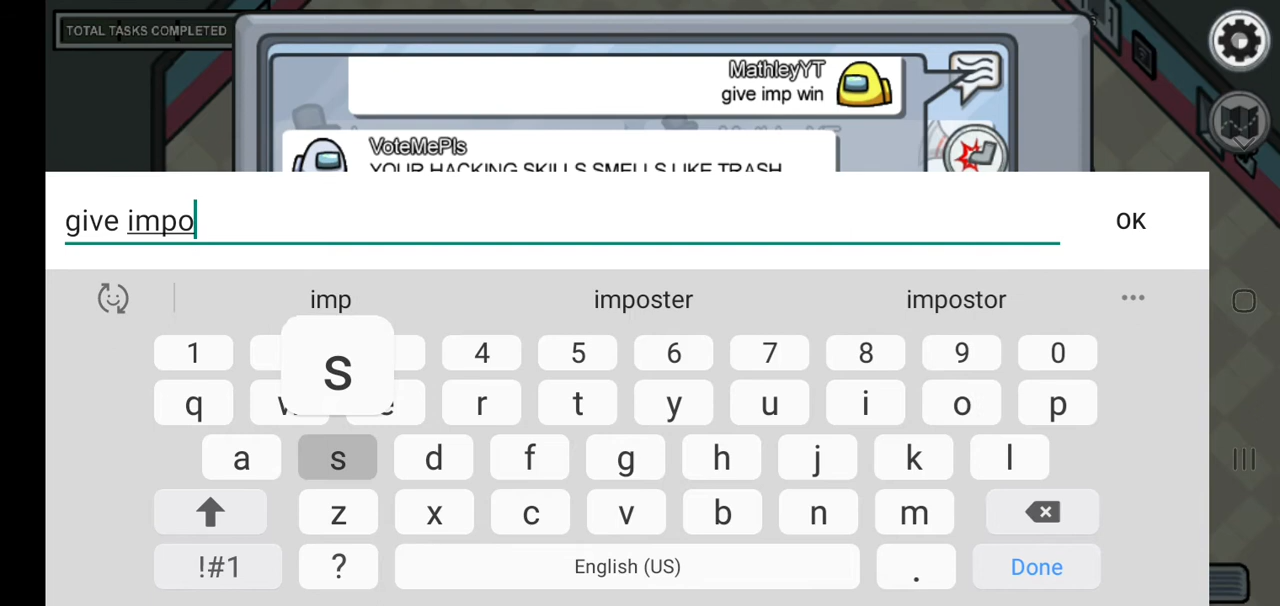 TOTAL TASKS COMPLETED
MathleyYT
give imp win
VoteMePls
YOUR HACKING SKILLS SMELLS LIKE TRASH
give impo
OK
imp imposter impostor
s
1 4 5 6 7 8 9 0
q r t y u i o p
a s d f g h j k l
z x c v b n m
!#1 ? English (US) . Done